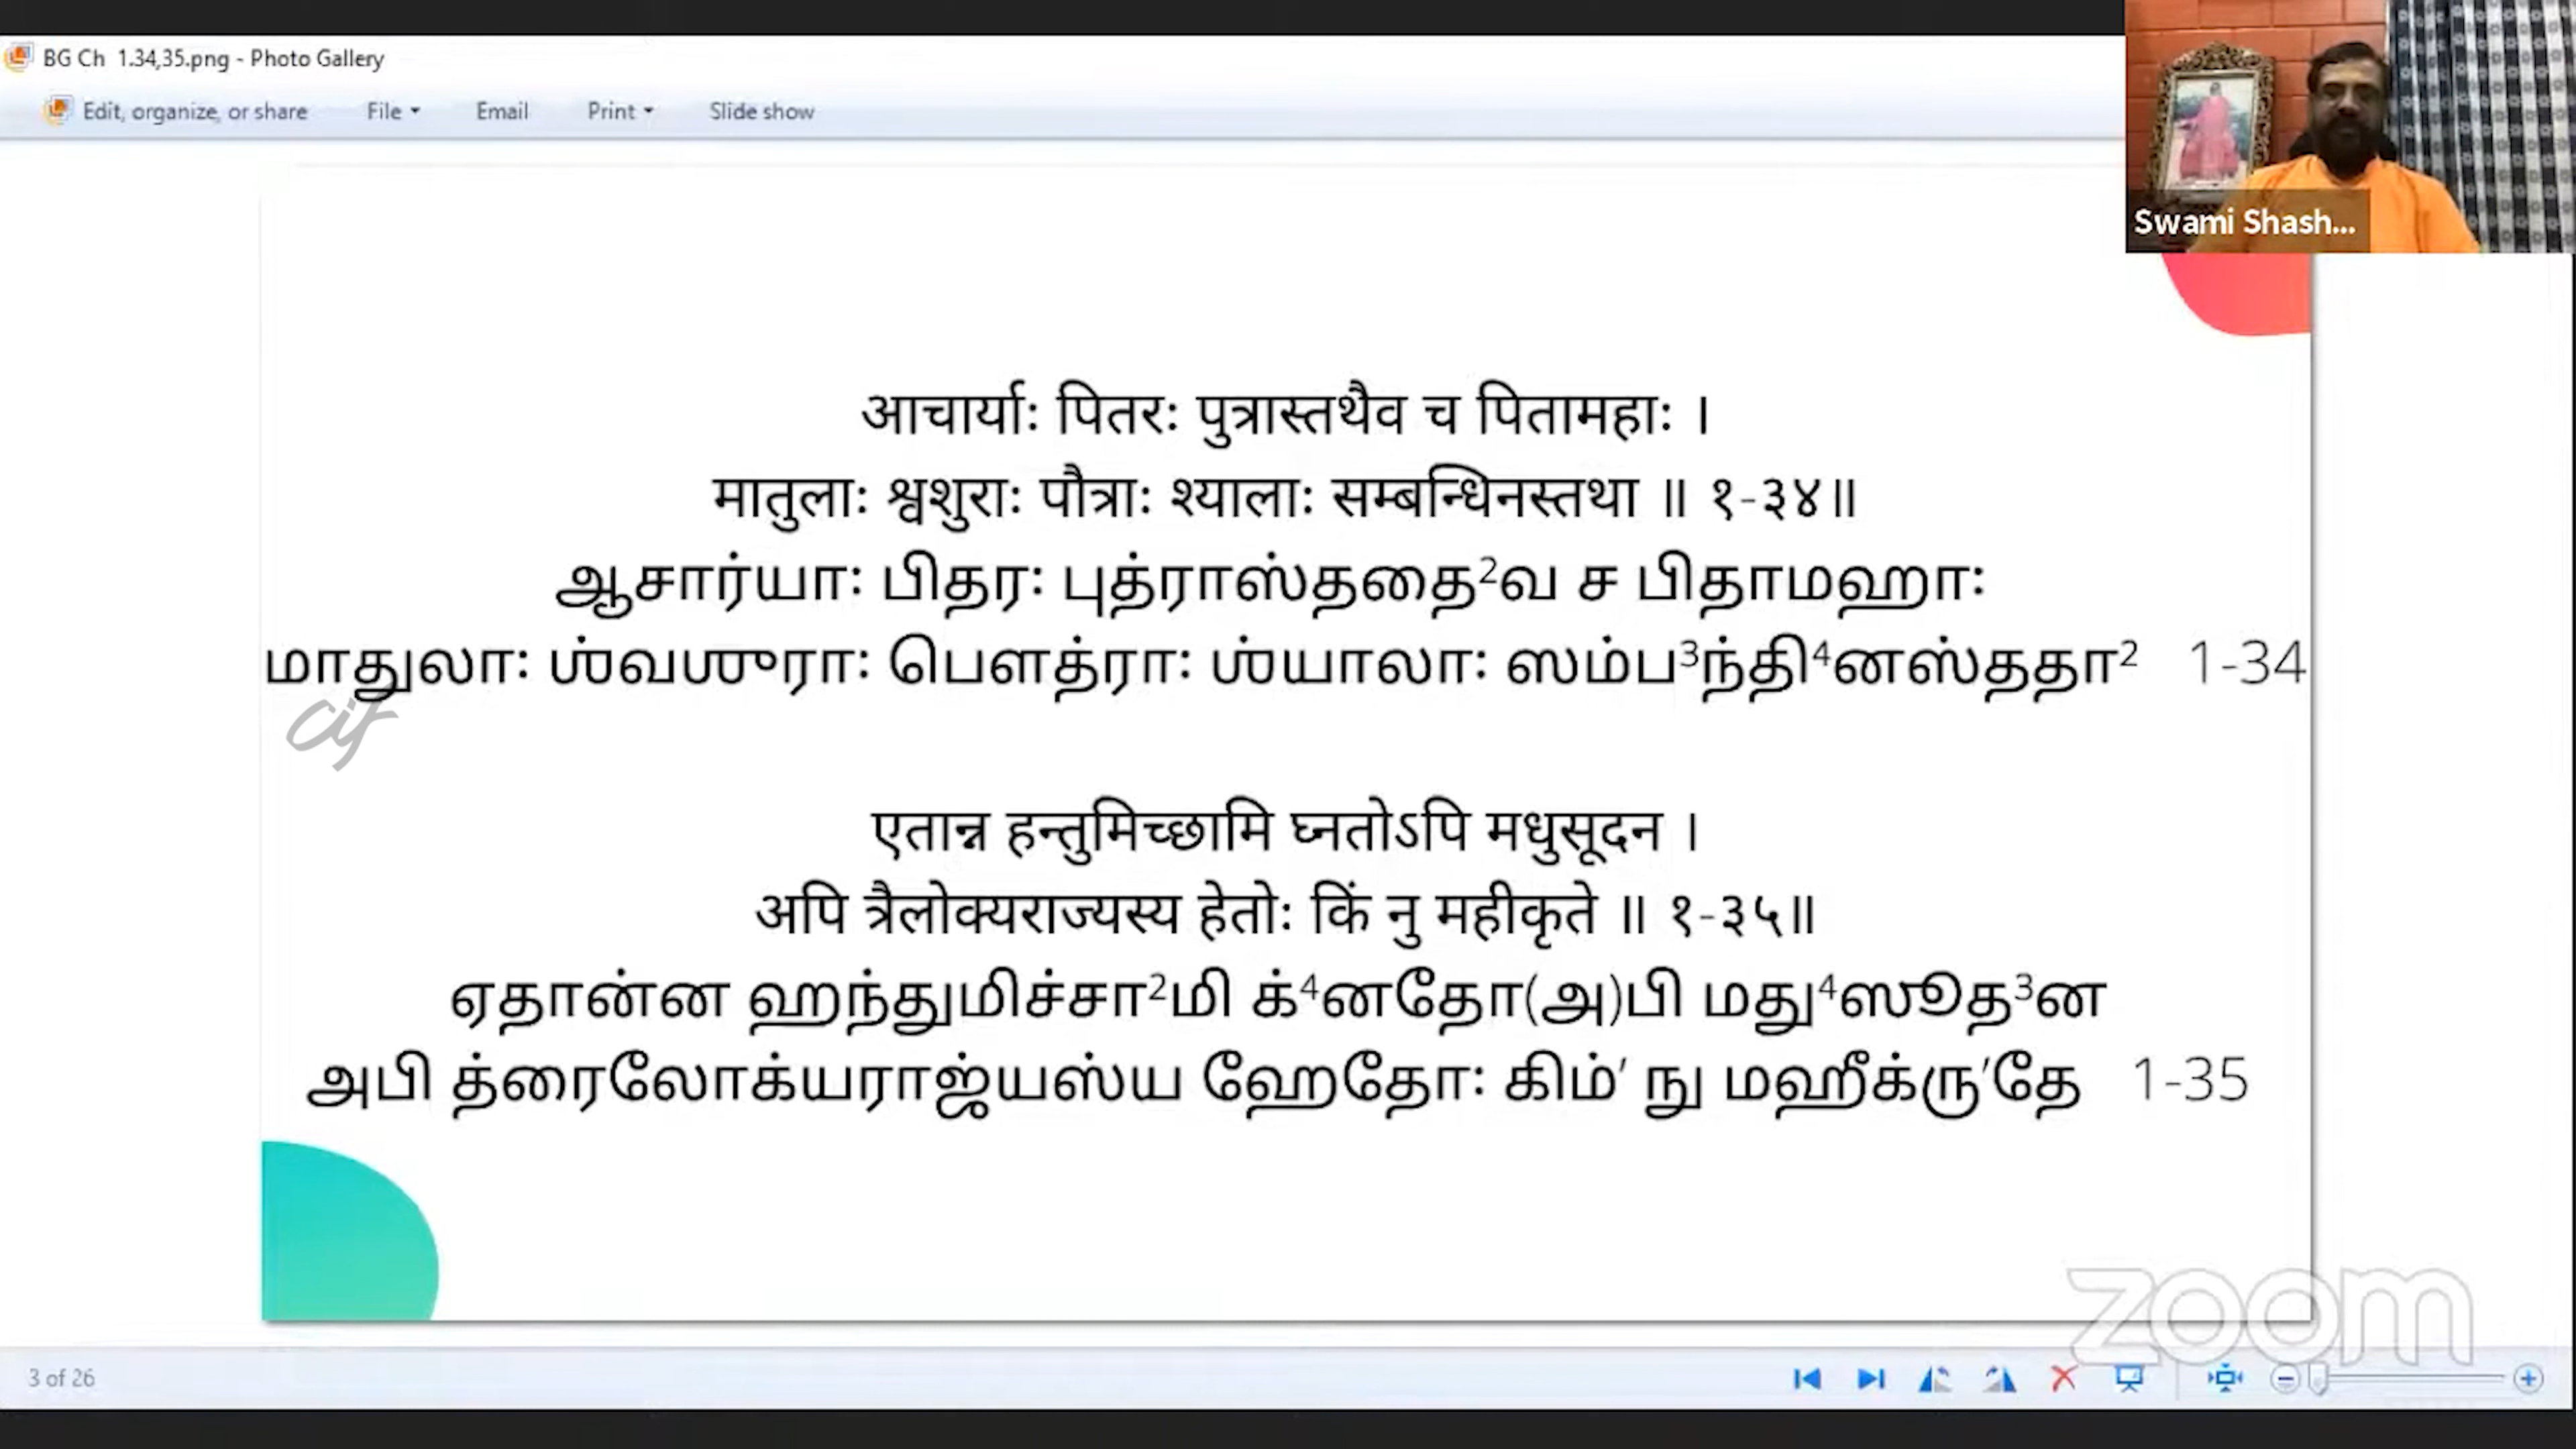 BG Ch 1.34,35.png - Photo Gallery
Edit, organize, or share File Email Print Slide show
Swami Shash...
आचार्याः पितरः पुत्रास्तथैव च पितामहाः ।
मातुलाः श्वशुराः पौत्राः श्यालाः सम्बन्धिनस्तथा ॥ १-३४॥
ஆசார்யா: பிதர: புத்ராஸ்ததை²வ ச பிதாமஹா:
மாதுலா: ஶ்வஶுரா: பௌத்ரா: ஶ்யாலா: ஸம்ப³ந்தி⁴னஸ்ததா² 1-34
cif
एतान्न हन्तुमिच्छामि घ्नतोऽपि मधुसूदन ।
अपि त्रैलोक्यराज्यस्य हेतोः किं नु महीकृते ॥ १-३५॥
ஏதான்ன ஹந்துமிச்சா²மி க்⁴னதோ(அ)பி மது⁴ஸூத³ன
அபி த்ரைலோக்யராஜ்யஸ்ய ஹேதோ: கிம்ʼ நு மஹீக்ருʼதே 1-35
zoom
3 of 26